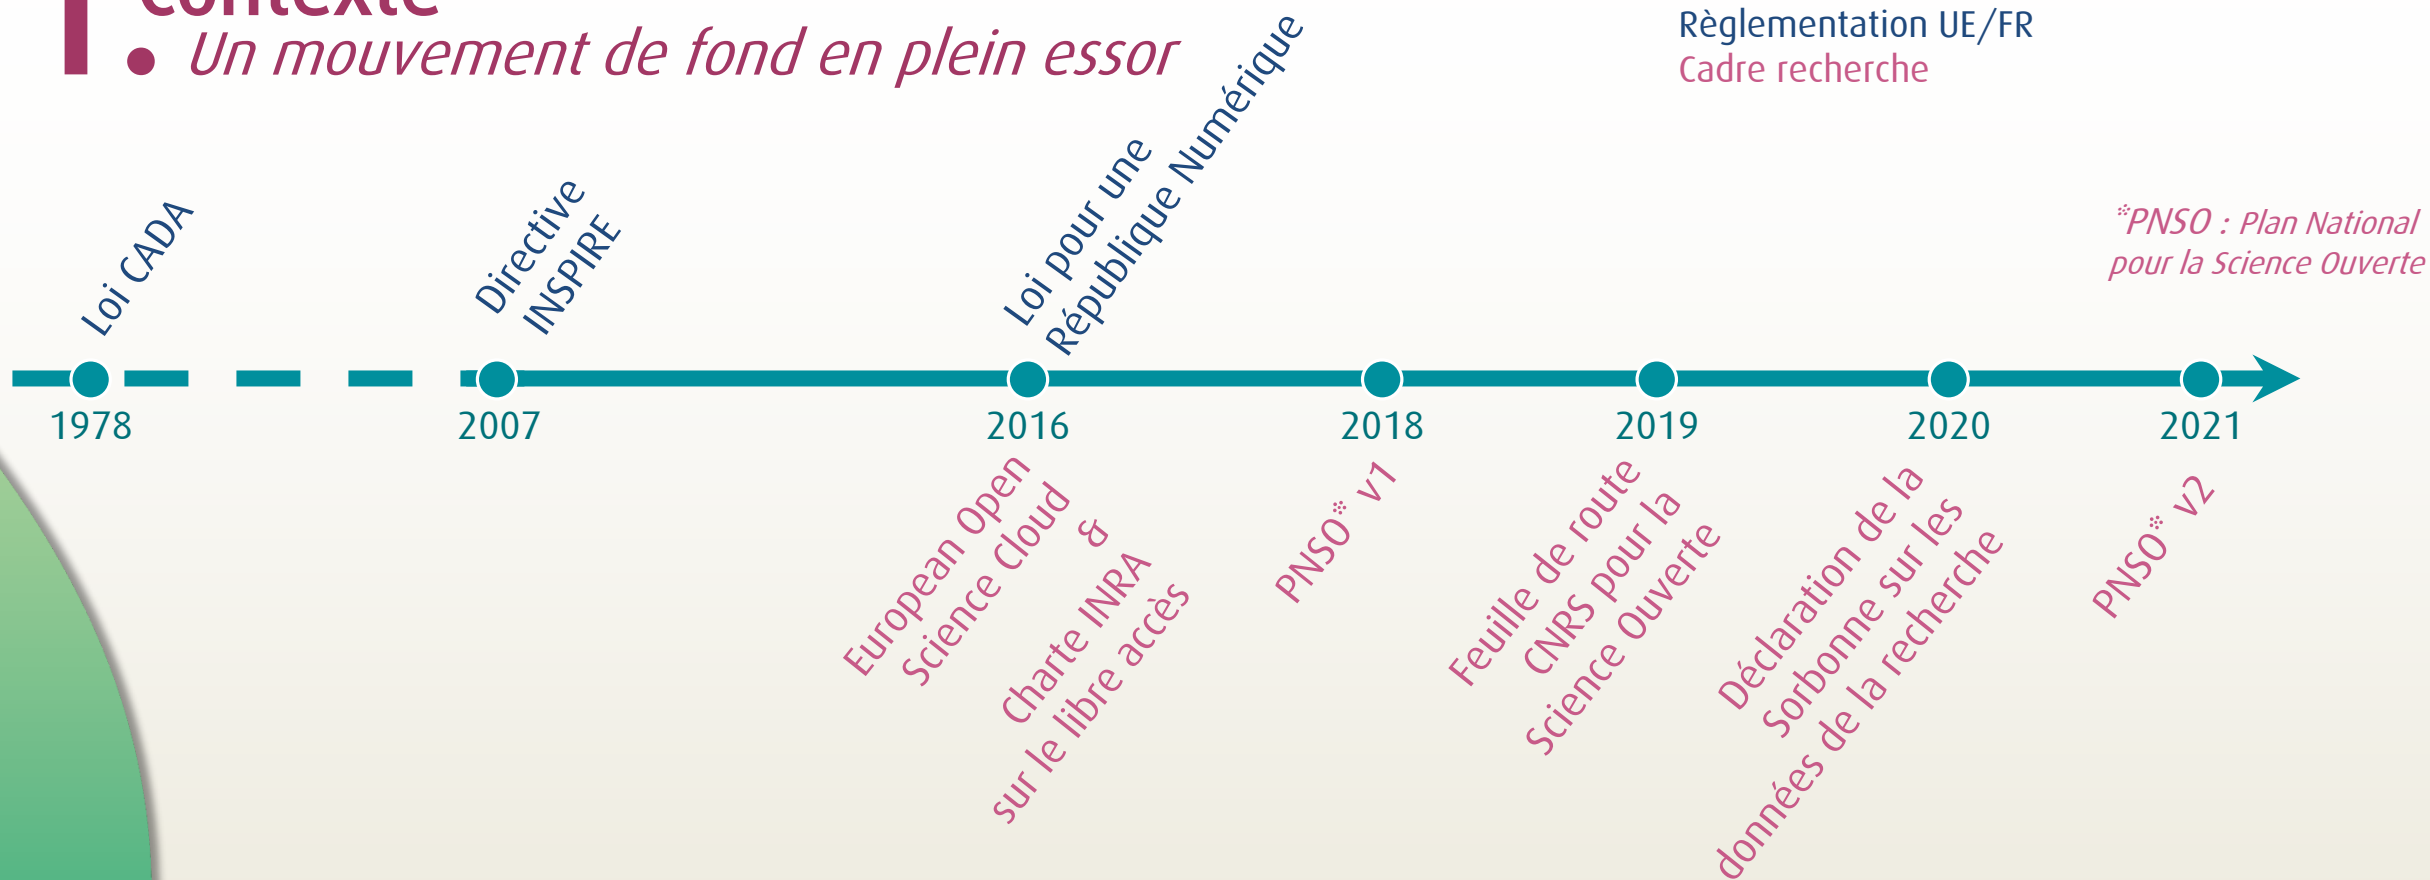 1.
contexte
Un mouvement de fond en plein essor
Règlementation UE/FR
Cadre recherche
Loi CADA
Directive
INSPIRE
Loi pour une
République Numérique
*PNSO : Plan National
pour la Science Ouverte
1978
2007
2016
2018
2019
2020
2021
European Open
Science Cloud
&
Charte INRA
sur le libre accès
PNSO* v1
Feuille de route
CNRS pour la
Science Ouverte
Déclaration de la
Sorbonne sur les
données de la recherche
PNSO* v2